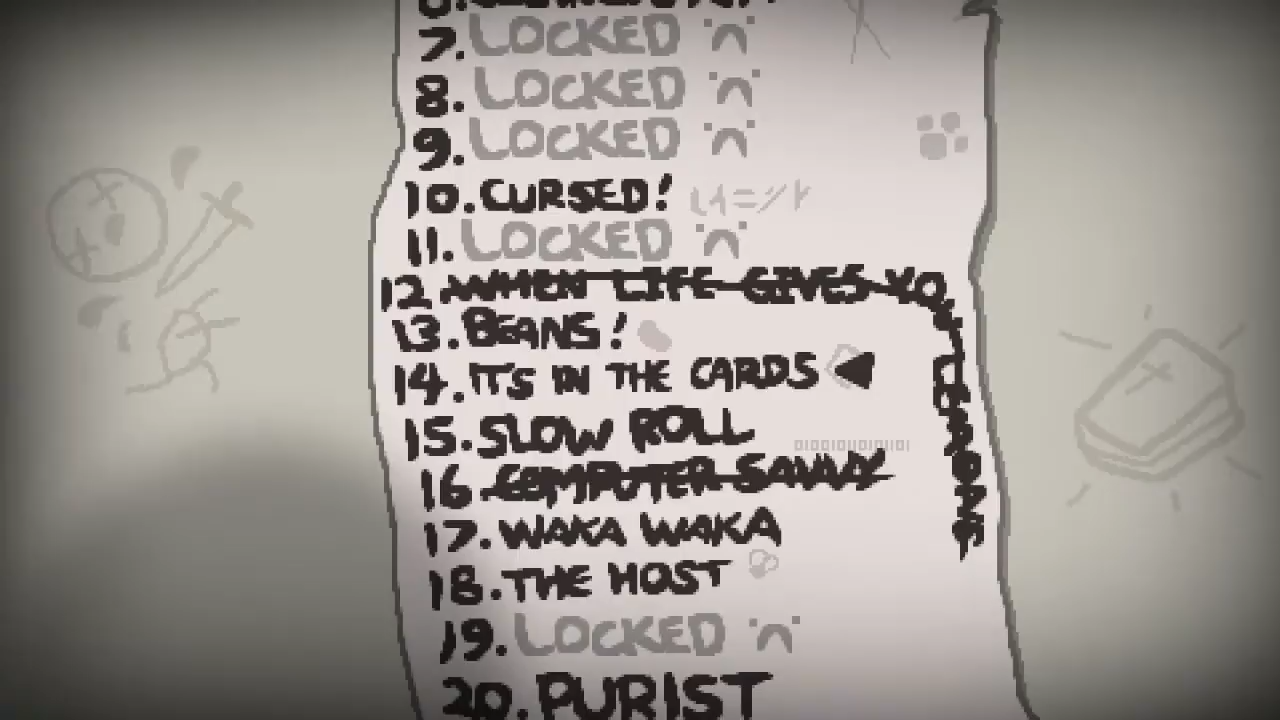 7. LOCKED
8. LOCKED
9. LOCKED
10. CURSED!
11. LOCKED
12 WHEN LIFE GIVES YOU LEMONS
13. BEANS!
14. IT'S IN THE CARDS
15. SLOW ROLL
16 COMPUTER SAVVY
17. WAKA WAKA
18. THE HOST
19. LOCKED
20. PURIST